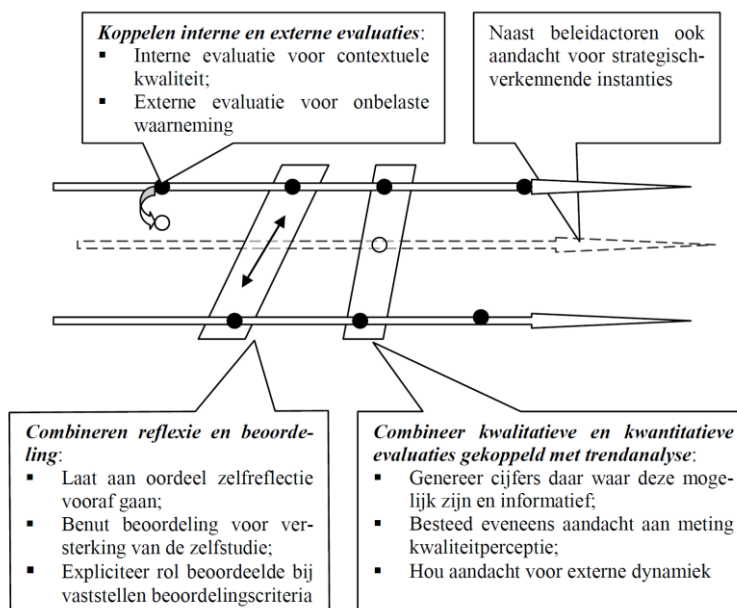 Koppelen interne en externe evaluaties:
▪ Interne evaluatie voor contextuele
kwaliteit;
▪ Externe evaluatie voor onbelaste
waarneming
Naast beleidactoren ook
aandacht voor strategisch-
verkennende instanties
Combineren reflexie en beoorde-
ling:
▪ Laat aan oordeel zelfreflectie
vooraf gaan;
▪ Benut beoordeling voor ver-
sterking van de zelfstudie;
▪ Expliciteer rol beoordeelde bij
vaststellen beoordelingscriteria
Combineer kwalitatieve en kwantitatieve
evaluaties gekoppeld met trendanalyse:
▪ Genereer cijfers daar waar deze moge-
lijk zijn en informatief;
▪ Besteed eveneens aandacht aan meting
kwaliteitperceptie;
▪ Hou aandacht voor externe dynamiek